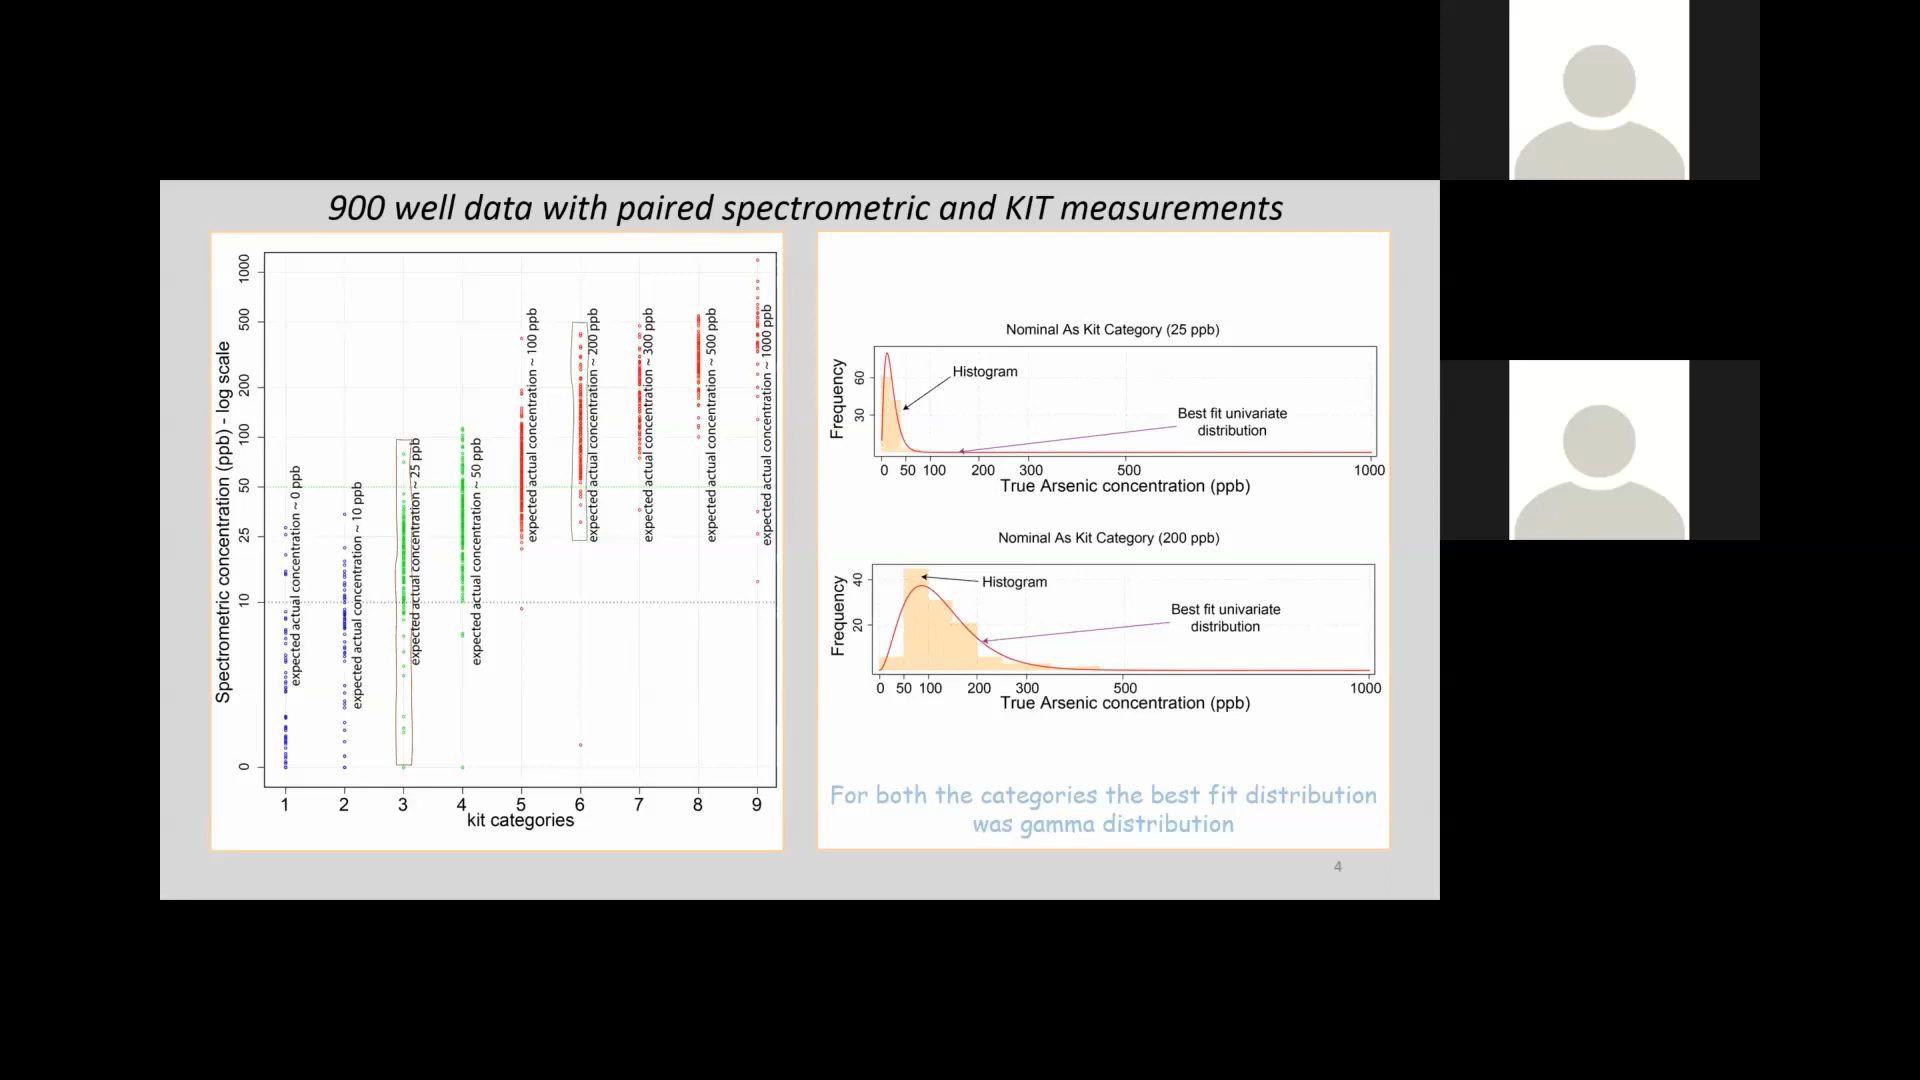 900 well data with paired spectrometric and KIT measurements
Spectrometric concentration (ppb) - log scale
1000
500
200
100
50
25
10
0
expected actual concentration ~ 0 ppb
expected actual concentration ~ 10 ppb
expected actual concentration ~ 25 ppb
expected actual concentration ~ 50 ppb
expected actual concentration ~ 100 ppb
expected actual concentration ~ 200 ppb
expected actual concentration ~ 300 ppb
expected actual concentration ~ 500 ppb
expected actual concentration ~ 1000 ppb
1 2 3 4 5 6 7 8 9
kit categories
Nominal As Kit Category (25 ppb)
Frequency
60
30
Histogram
Best fit univariate
distribution
0 50 100 200 300 500 1000
True Arsenic concentration (ppb)
Nominal As Kit Category (200 ppb)
Frequency
40
20
Histogram
Best fit univariate
distribution
0 50 100 200 300 500 1000
True Arsenic concentration (ppb)
For both the categories the best fit distribution
was gamma distribution
4